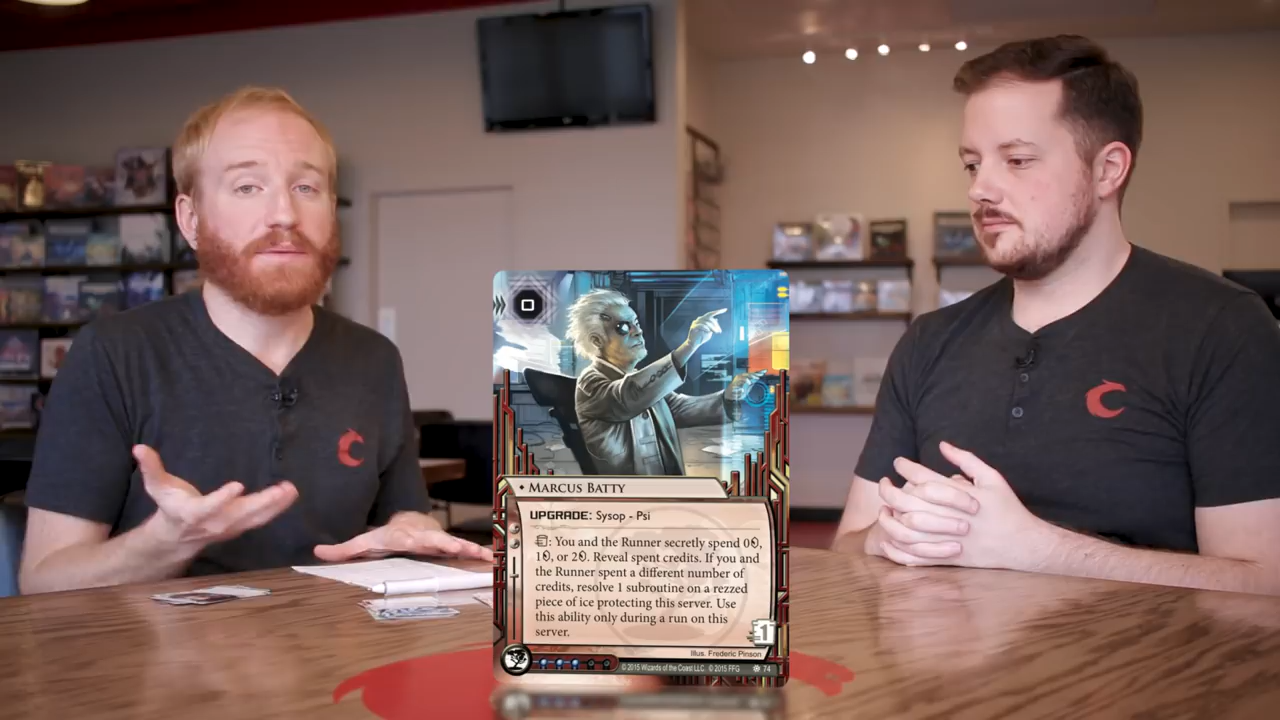 MARCUS BATTY
UPGRADE: Sysop - Psi
: You and the Runner secretly spend 0,
1, or 2. Reveal spent credits. If you and
the Runner spent a different number of
credits, resolve 1 subroutine on a rezzed
piece of ice protecting this server. Use
this ability only during a run on this
server.
1
Illus. Frederic Pinson
© 2015 Wizards of the Coast LLC. © 2015 FFG
74